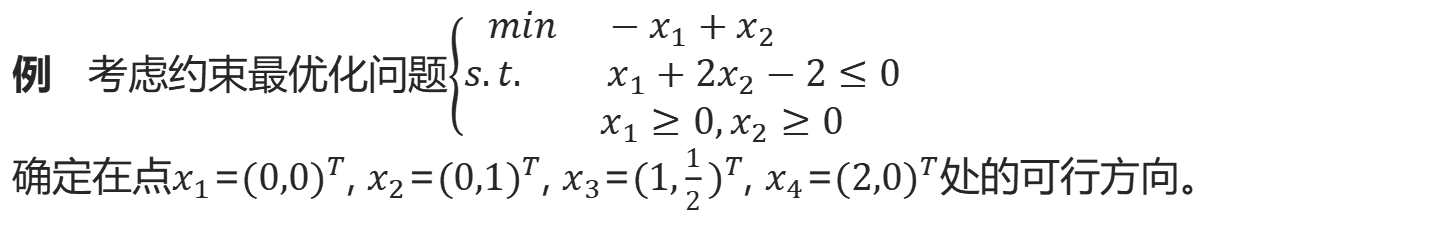 min − x₁ + x₂
例 考虑约束最优化问题 s.t. x₁ + 2x₂ − 2 ≤ 0
x₁ ≥ 0, x₂ ≥ 0
确定在点x₁=(0,0)ᵀ, x₂=(0,1)ᵀ, x₃=(1,1/2)ᵀ, x₄=(2,0)ᵀ处的可行方向。